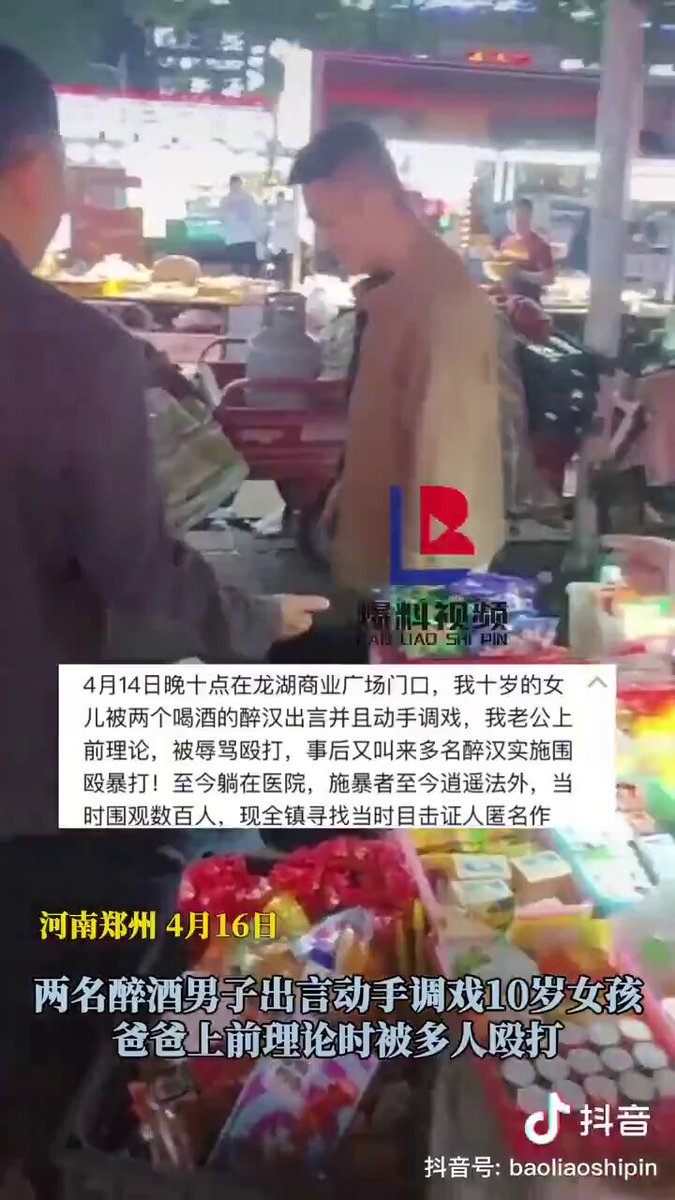 爆料视频
BAO LIAO SHI PIN
4月14日晚十点在龙湖商业广场门口，我十岁的女
儿被两个喝酒的醉汉出言并且动手调戏，我老公上
前理论，被辱骂殴打，事后又叫来多名醉汉实施围
殴暴打！至今躺在医院，施暴者至今逍遥法外，当
时围观数百人，现全镇寻找当时目击证人匿名作
河南郑州 4月16日
两名醉酒男子出言动手调戏10岁女孩
爸爸上前理论时被多人殴打
抖音
抖音号: baoliaoshipin